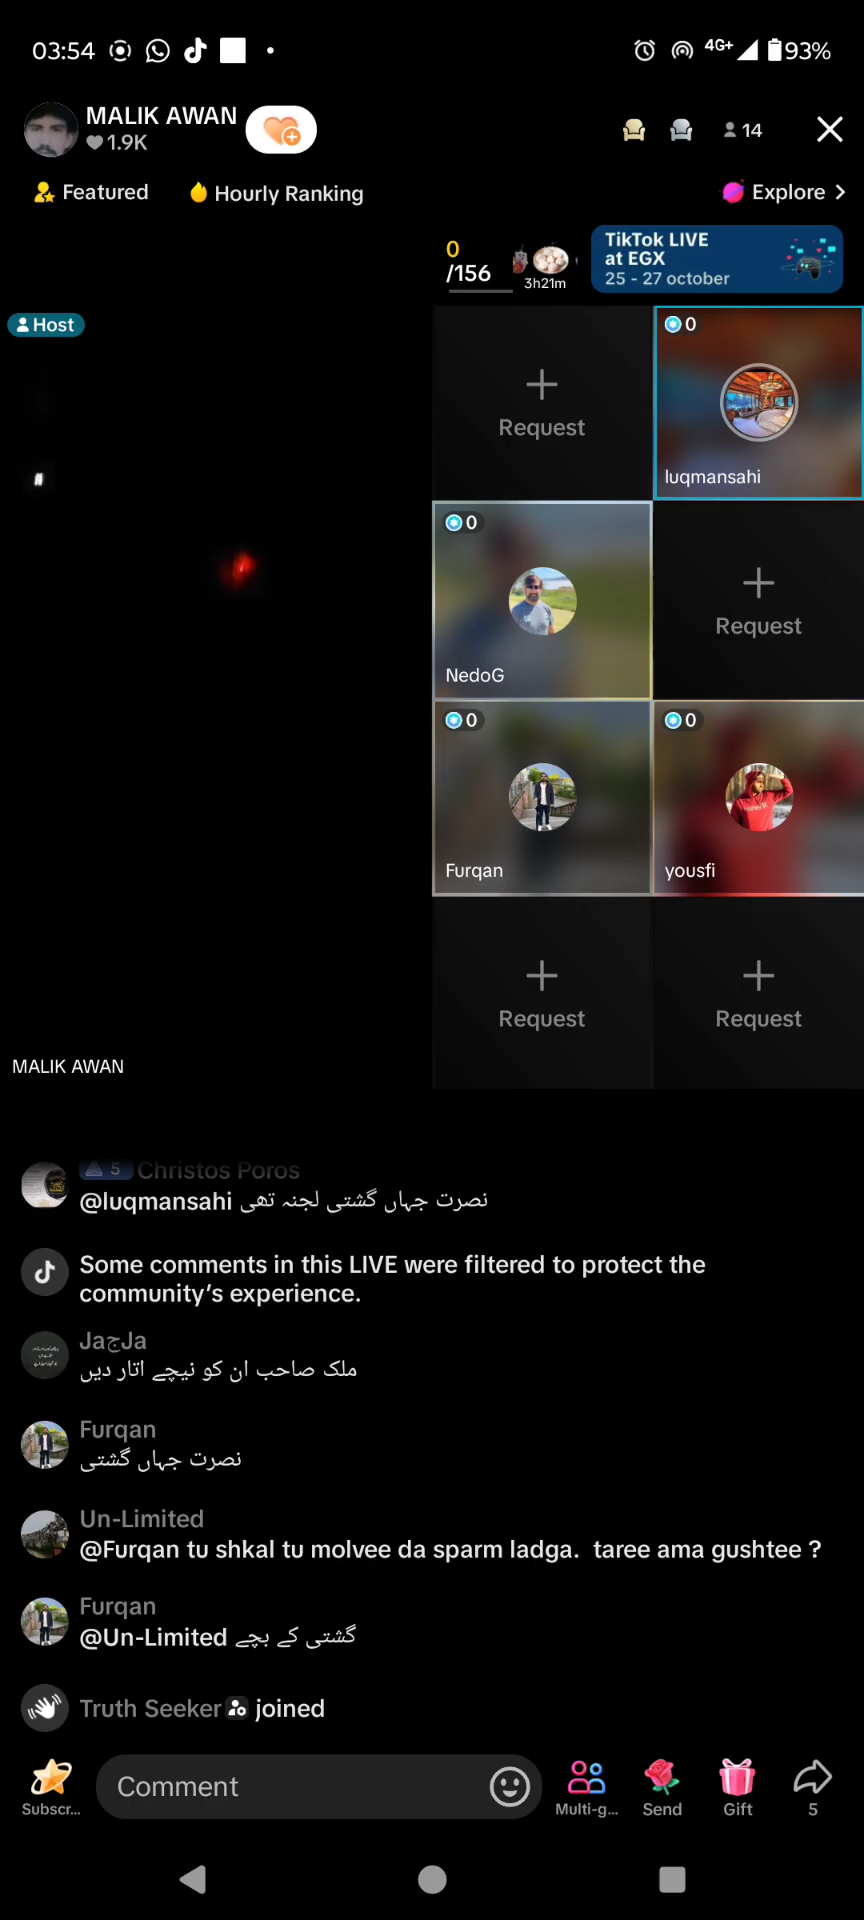 03:54
4G+
93%
MALIK AWAN
1.9K
14
Featured
Hourly Ranking
Explore
0
/156
3h21m
TikTok LIVE
at EGX
25 - 27 october
Host
Request
0
luqmansahi
0
NedoG
Request
0
Furqan
0
yousfi
Request
Request
MALIK AWAN
5 Christos Poros
@luqmansahi نصرت جہاں گشتی لجنہ تھی
Some comments in this LIVE were filtered to protect the
community’s experience.
JaجJa
ملک صاحب ان کو نیچے اتار دیں
Furqan
نصرت جہاں گشتی
Un-Limited
@Furqan tu shkal tu molvee da sparm ladga. taree ama gushtee ?
Furqan
@Un-Limited گشتی کے بچے
Truth Seeker joined
Subscr...
Comment
Multi-g...
Send
Gift
5